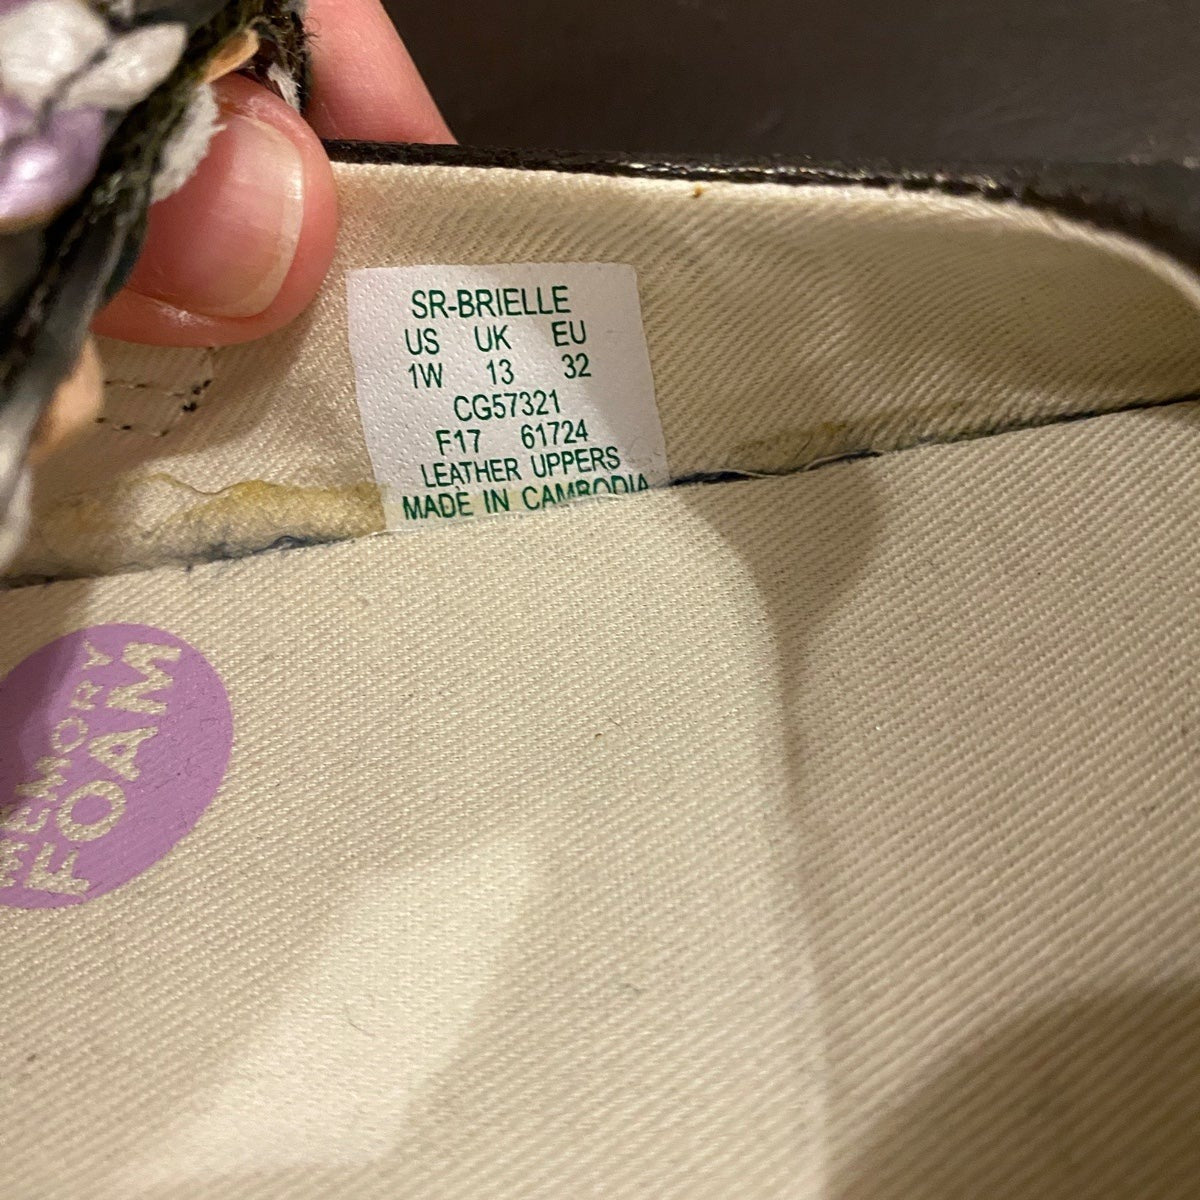 SR-BRIELLE
US UK EU
1W 13 32
CG57321
F17 61724
LEATHER UPPERS
MADE IN CAMBODIA
MEMORY
FOAM